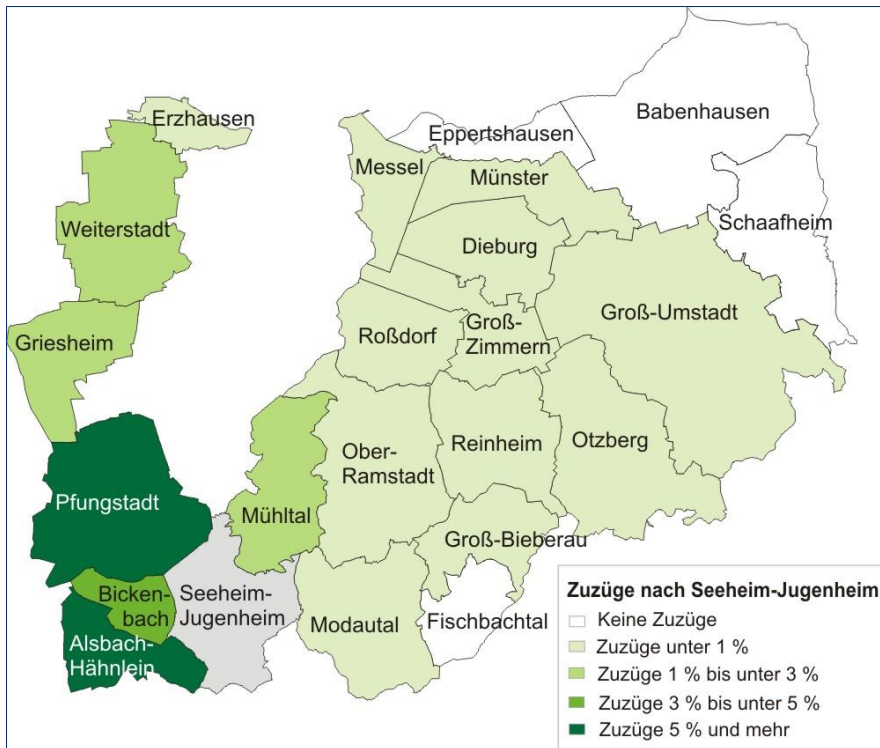 Babenhausen
Erzhausen
Eppertshausen
Messel
Münster
Schaafheim
Weiterstadt
Dieburg
Groß-Umstadt
Griesheim
Roßdorf
Groß-
Zimmern
Ober-
Ramstadt
Reinheim
Otzberg
Pfungstadt
Mühltal
Groß-Bieberau
Bicken-
bach
Seeheim-
Jugenheim
Modautal
Fischbachtal
Alsbach-
Hähnlein
Zuzüge nach Seeheim-Jugenheim
Keine Zuzüge
Zuzüge unter 1 %
Zuzüge 1 % bis unter 3 %
Zuzüge 3 % bis unter 5 %
Zuzüge 5 % und mehr